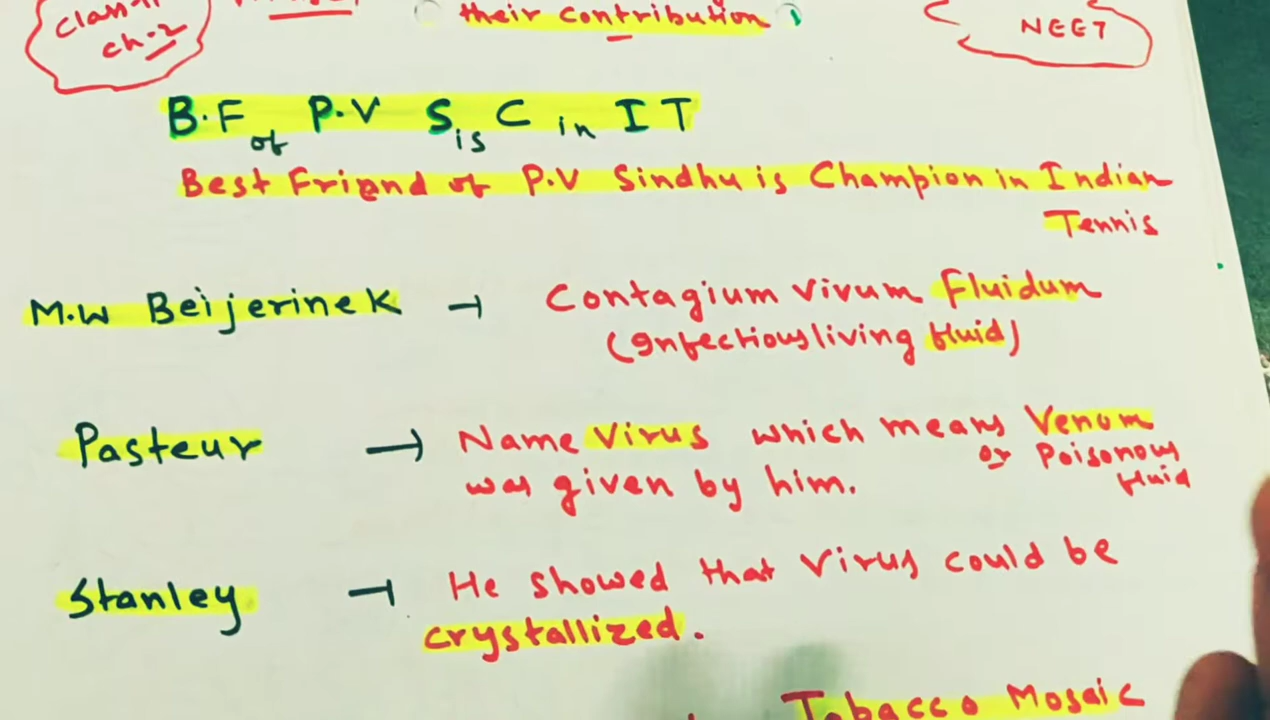 class-11
ch-2
their contribution
NEET
B.F of P.V S is C in IT
Best Friend of P.V Sindhu is Champion in Indian
Tennis
M.W Beijerinek → Contagium vivum Fluidum
(Infectious living fluid)
Pasteur → Name Virus which means Venom
or Poisonous
fluid
was given by him.
Stanley → He showed that Virus could be
crystallized.
Tobacco Mosaic